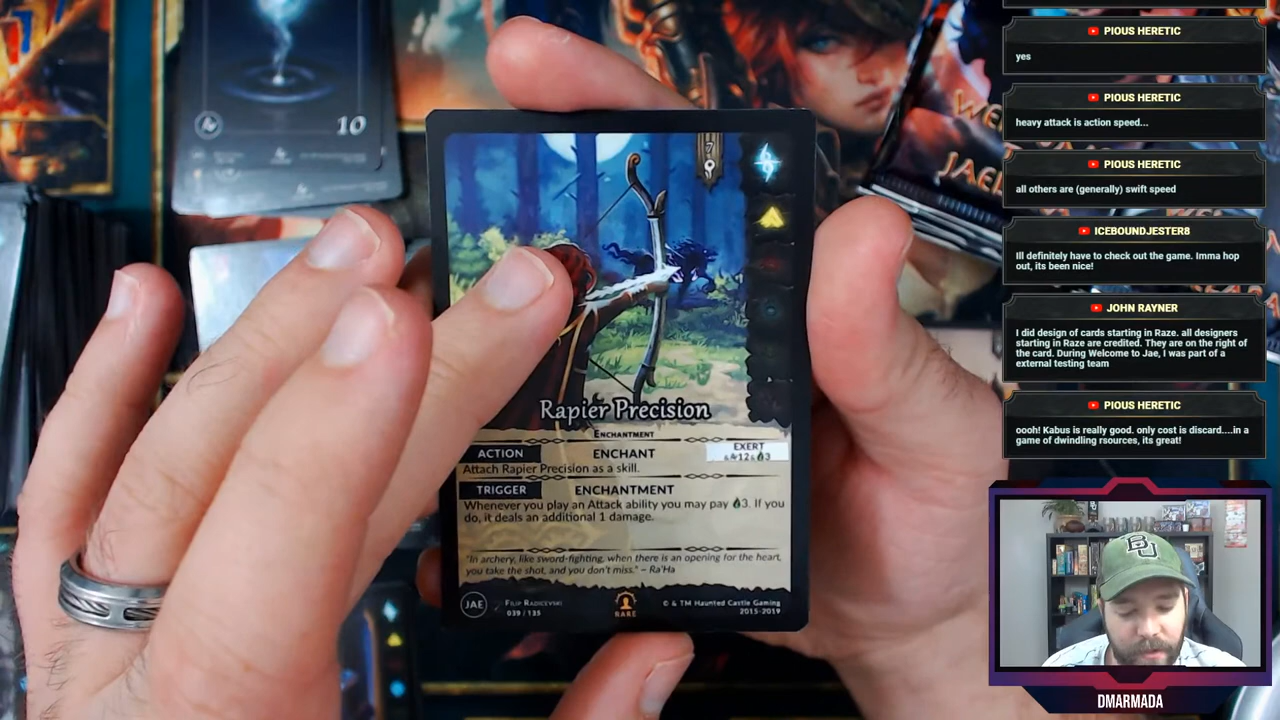 10
7
Rapier Precision
ENCHANTMENT
ACTION ENCHANT EXERT
Attach Rapier Precision as a skill.
TRIGGER ENCHANTMENT
Whenever you play an Attack ability you may pay 3. If you
do, it deals an additional 1 damage.
"In archery, like sword-fighting, when there is an opening for the heart,
you take the shot, and you don't miss." – Ra'Ha
JAE
FILIP RADICEVSKI
039 / 135
RARE
© & TM Haunted Castle Gaming
2015-2019
PIOUS HERETIC
yes
PIOUS HERETIC
heavy attack is action speed...
PIOUS HERETIC
all others are (generally) swift speed
ICEBOUNDJESTER8
Ill definitely have to check out the game. Imma hop
out, its been nice!
JOHN RAYNER
I did design of cards starting in Raze. all designers
starting in Raze are credited. They are on the right of
the card. During Welcome to Jae, I was part of a
external testing team
PIOUS HERETIC
oooh! Kabus is really good. only cost is discard....in a
game of dwindling rsources, its great!
BU
DMARMADA